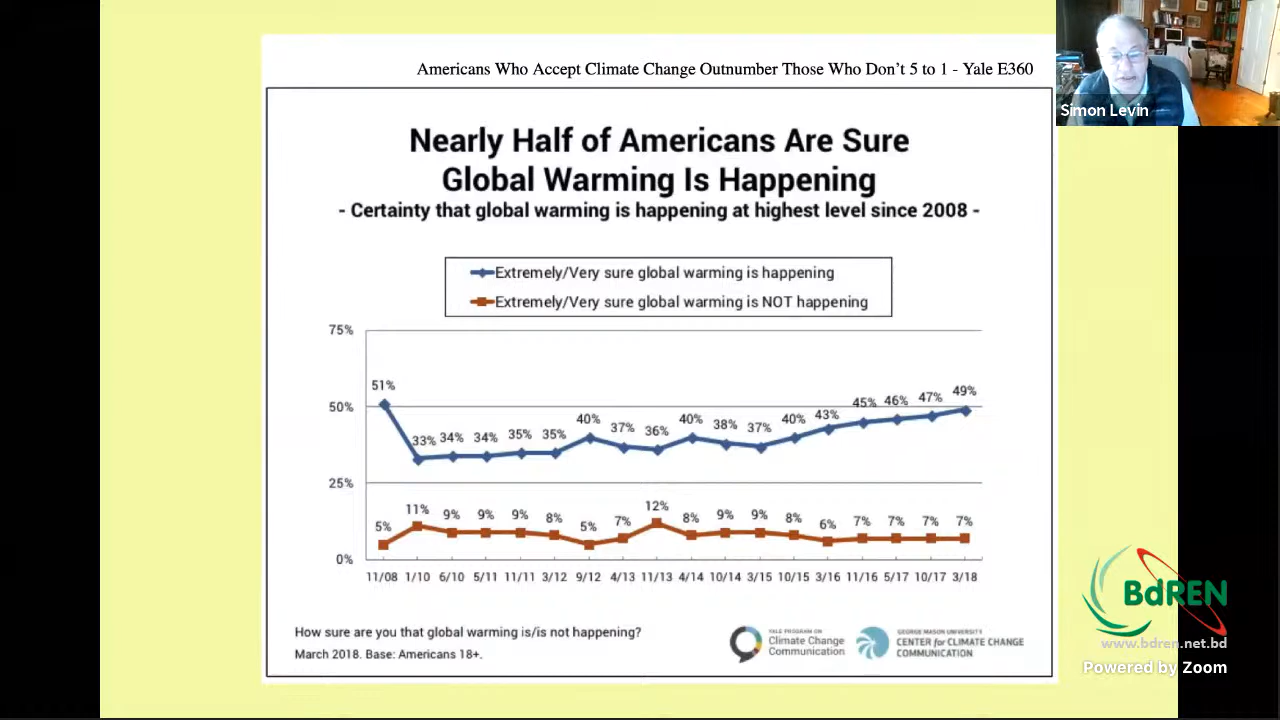 Americans Who Accept Climate Change Outnumber Those Who Don't 5 to 1 - Yale E360
Simon Levin
Nearly Half of Americans Are Sure
Global Warming Is Happening
- Certainty that global warming is happening at highest level since 2008 -
Extremely/Very sure global warming is happening
Extremely/Very sure global warming is NOT happening
75%
51%
50%
33% 34% 34% 35% 35% 40% 37% 36% 40% 38% 37% 40% 43% 45% 46% 47% 49%
25%
5% 11% 9% 9% 9% 8% 5% 7% 12% 8% 9% 9% 8% 6% 7% 7% 7% 7%
0%
11/08 1/10 6/10 5/11 11/11 3/12 9/12 4/13 11/13 4/14 10/14 3/15 10/15 3/16 11/16 5/17 10/17 3/18
How sure are you that global warming is/is not happening?
March 2018. Base: Americans 18+.
YALE PROGRAM ON
Climate Change
Communication
GEORGE MASON UNIVERSITY
CENTER for CLIMATE CHANGE
COMMUNICATION
BdREN
www.bdren.net.bd
Powered by Zoom